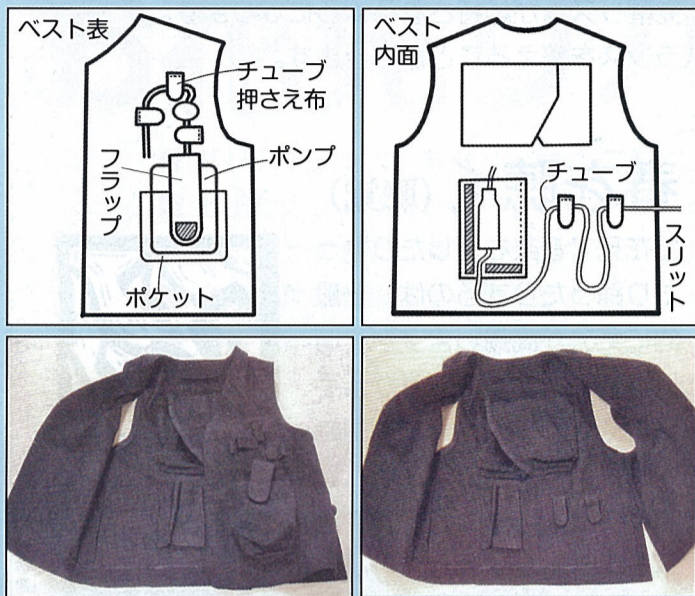 ベスト表
チューブ
押さえ布
フラップ
ポンプ
ポケット
ベスト
内面
チューブ
スリット